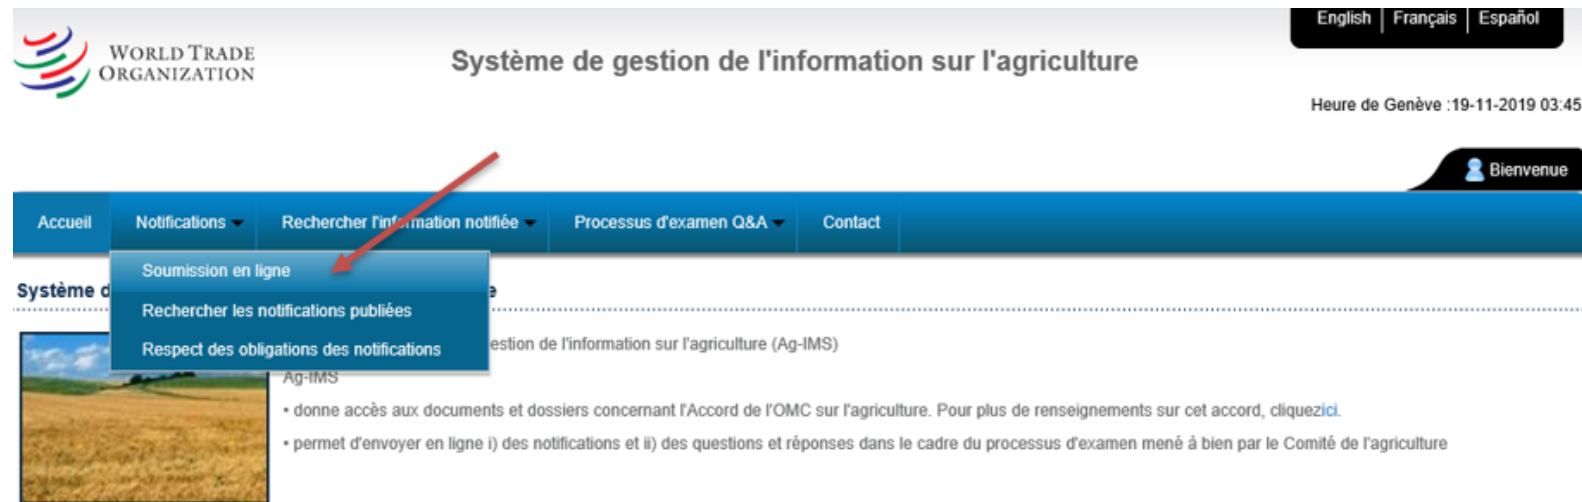 English | Français | Español
WORLD TRADE
ORGANIZATION
Système de gestion de l'information sur l'agriculture
Heure de Genève :19-11-2019 03:45
Bienvenue
Accueil Notifications Rechercher l'information notifiée Processus d'examen Q&A Contact
Soumission en ligne
Système d
Rechercher les notifications publiées
Respect des obligations des notifications
estion de l'information sur l'agriculture (Ag-IMS)
Ag-IMS
• donne accès aux documents et dossiers concernant l'Accord de l'OMC sur l'agriculture. Pour plus de renseignements sur cet accord, cliquezici.
• permet d'envoyer en ligne i) des notifications et ii) des questions et réponses dans le cadre du processus d'examen mené à bien par le Comité de l'agriculture